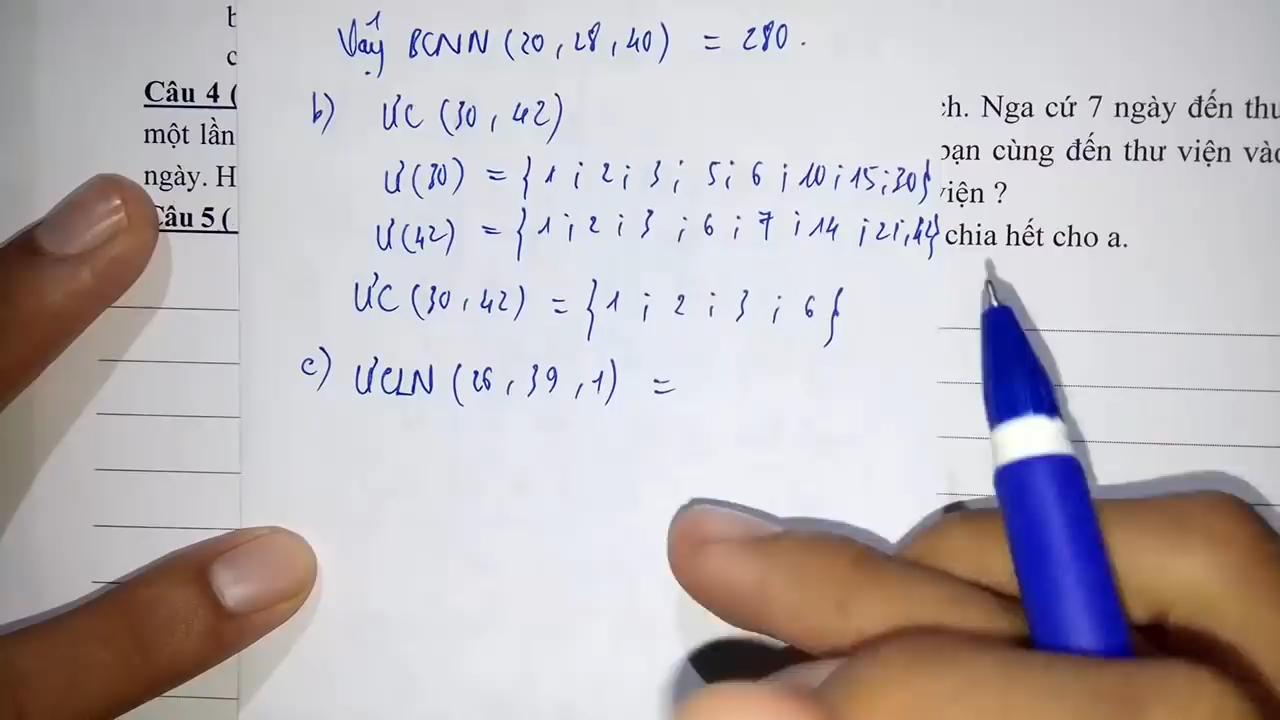 b
c
Câu 4 (
một lần
ngày. H
Câu 5 (
Vậy BCNN (20, 28, 40) = 280.
b) ƯC (30, 42)
Ư(30) = {1; 2; 3; 5; 6; 10; 15; 30}
Ư(42) = {1; 2; 3; 6; 7; 14; 21; 42}
ƯC (30, 42) = {1; 2; 3; 6}
c) ƯCLN (26, 39, 1) =
ch. Nga cứ 7 ngày đến thư
bạn cùng đến thư viện vào
viện ?
chia hết cho a.